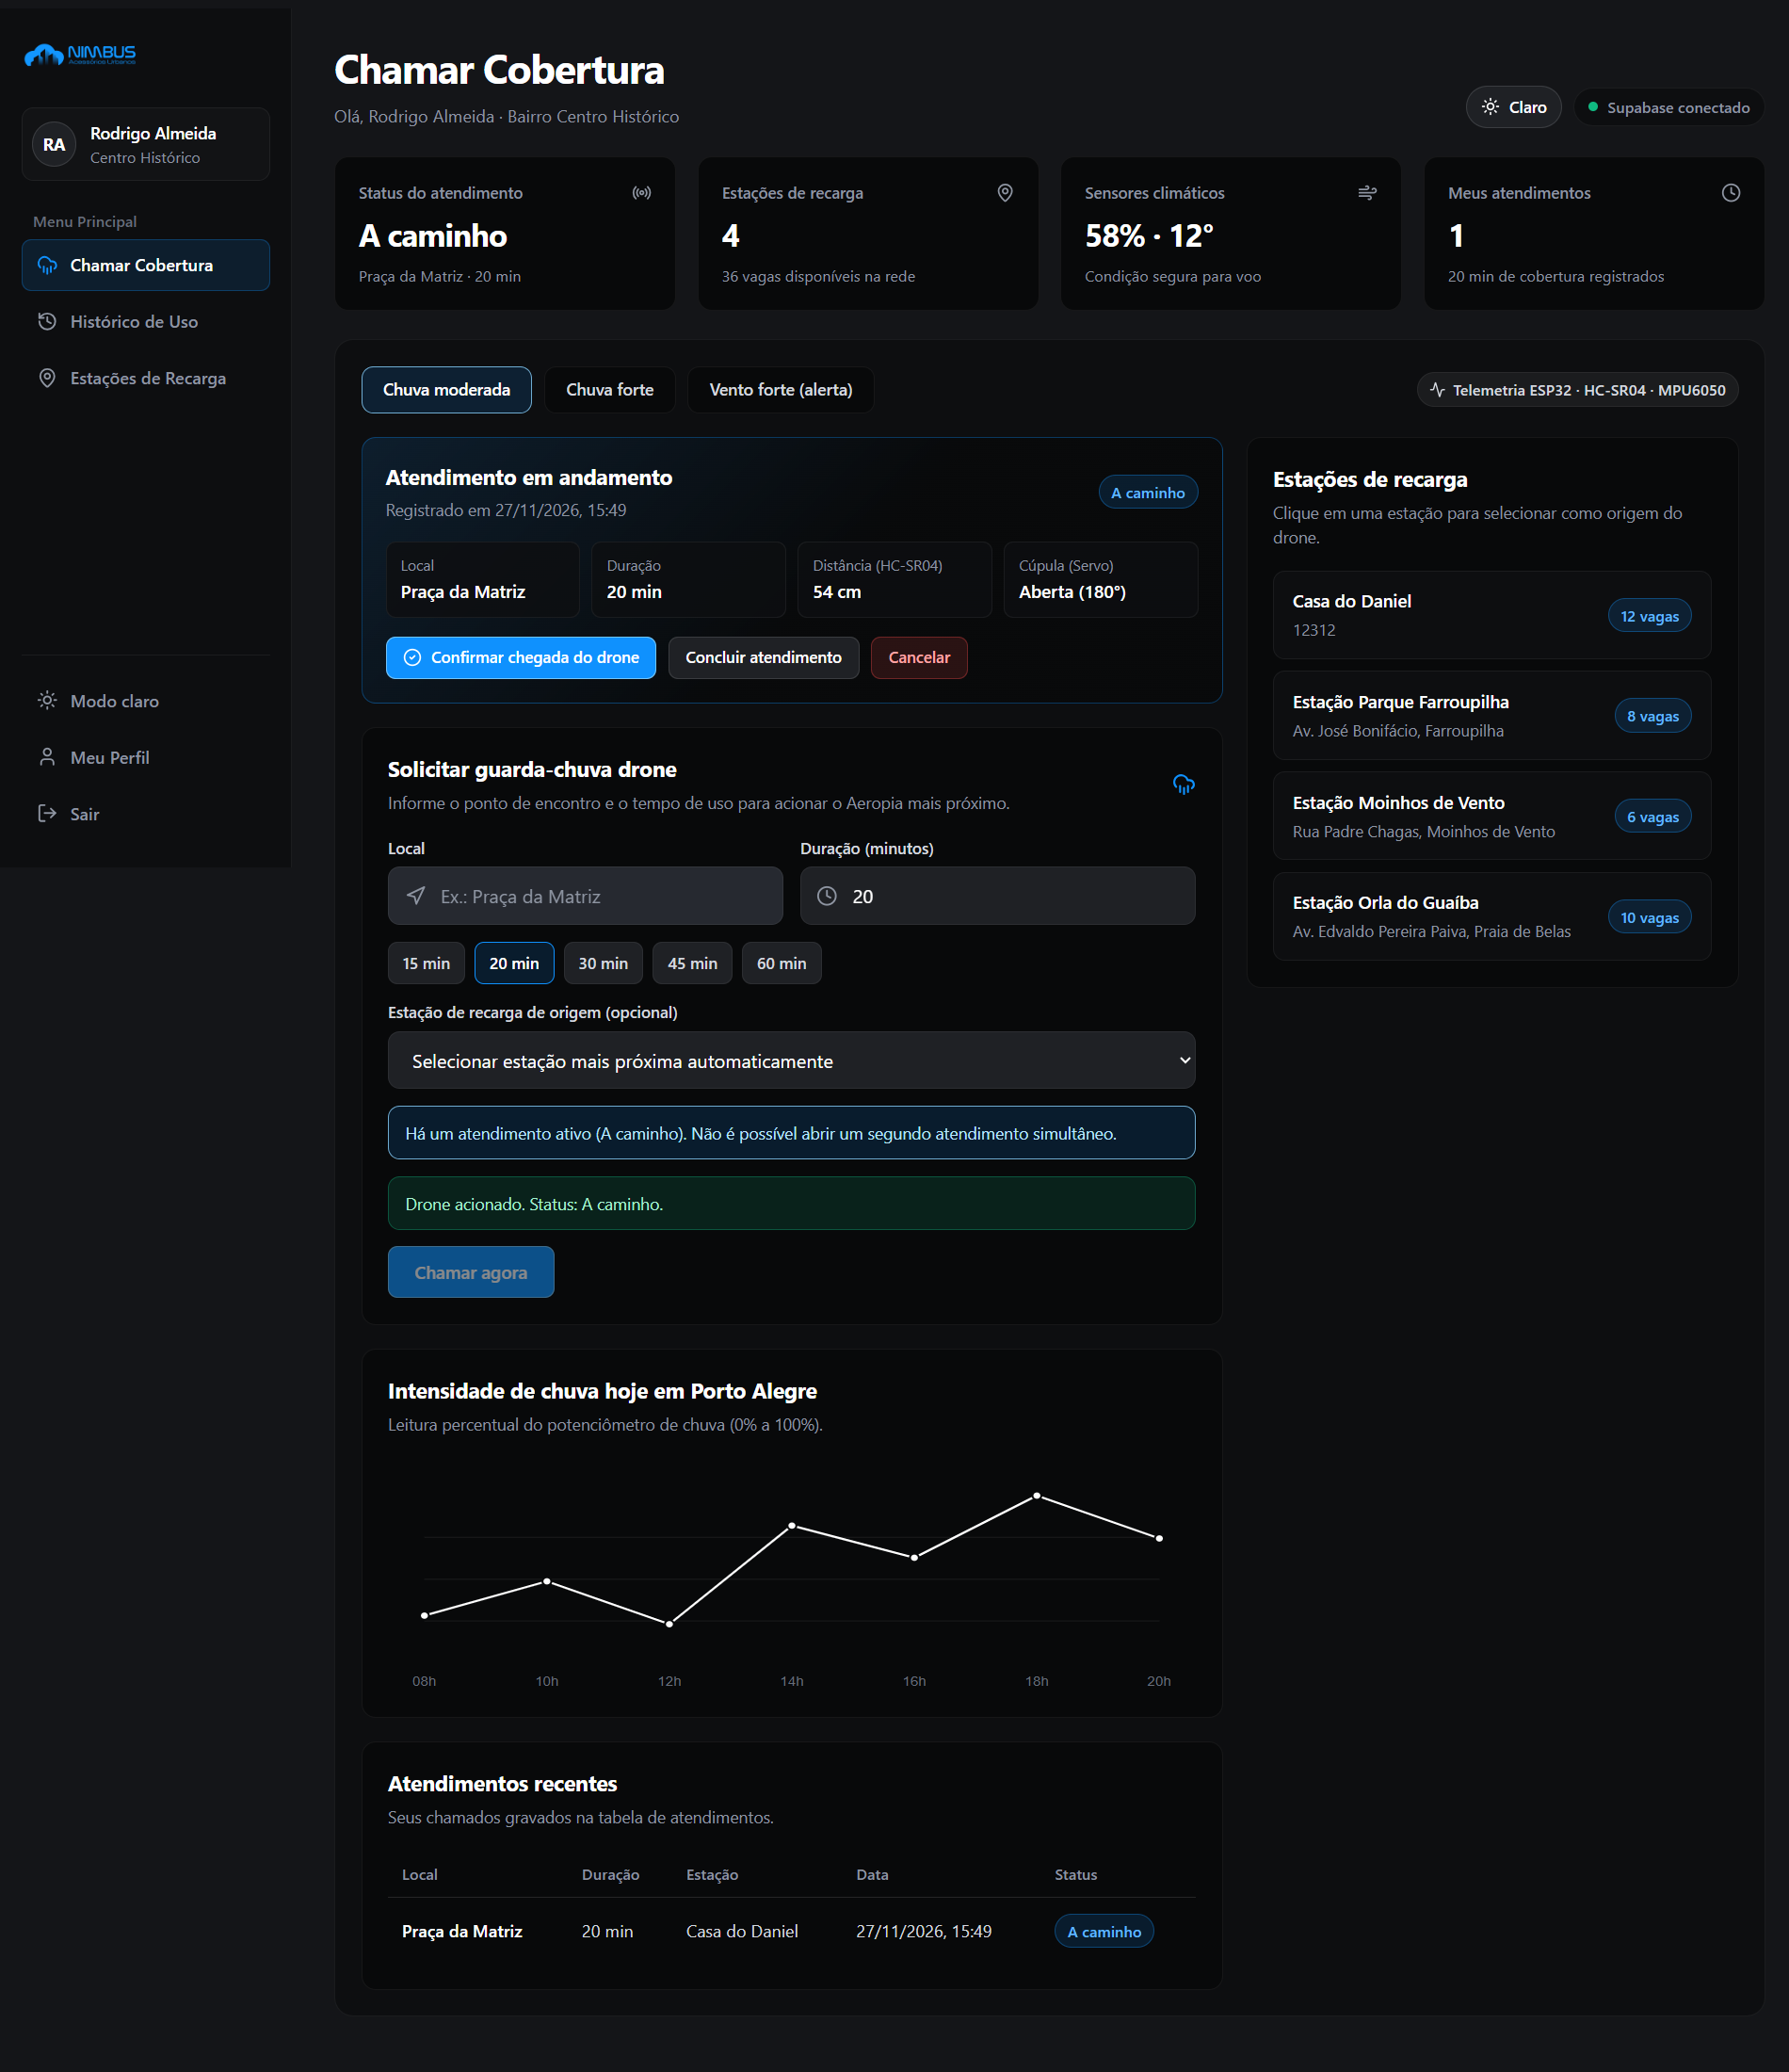 NIMBUS
Acessórios Urbanos
RA
Rodrigo Almeida
Centro Histórico
Menu Principal
Chamar Cobertura
Histórico de Uso
Estações de Recarga
Modo claro
Meu Perfil
Sair
Chamar Cobertura
Olá, Rodrigo Almeida · Bairro Centro Histórico
Claro
Supabase conectado
Status do atendimento
A caminho
Praça da Matriz · 20 min
Estações de recarga
4
36 vagas disponíveis na rede
Sensores climáticos
58% · 12°
Condição segura para voo
Meus atendimentos
1
20 min de cobertura registrados
Chuva moderada
Chuva forte
Vento forte (alerta)
Telemetria ESP32 · HC-SR04 · MPU6050
Atendimento em andamento
Registrado em 27/11/2026, 15:49
A caminho
Local
Praça da Matriz
Duração
20 min
Distância (HC-SR04)
54 cm
Cúpula (Servo)
Aberta (180°)
Confirmar chegada do drone
Concluir atendimento
Cancelar
Solicitar guarda-chuva drone
Informe o ponto de encontro e o tempo de uso para acionar o Aeropia mais próximo.
Local
Ex.: Praça da Matriz
Duração (minutos)
20
15 min
20 min
30 min
45 min
60 min
Estação de recarga de origem (opcional)
Selecionar estação mais próxima automaticamente
Há um atendimento ativo (A caminho). Não é possível abrir um segundo atendimento simultâneo.
Drone acionado. Status: A caminho.
Chamar agora
Intensidade de chuva hoje em Porto Alegre
Leitura percentual do potenciômetro de chuva (0% a 100%).
08h
10h
12h
14h
16h
18h
20h
Atendimentos recentes
Seus chamados gravados na tabela de atendimentos.
Local
Duração
Estação
Data
Status
Praça da Matriz
20 min
Casa do Daniel
27/11/2026, 15:49
A caminho
Estações de recarga
Clique em uma estação para selecionar como origem do
drone.
Casa do Daniel
12312
12 vagas
Estação Parque Farroupilha
Av. José Bonifácio, Farroupilha
8 vagas
Estação Moinhos de Vento
Rua Padre Chagas, Moinhos de Vento
6 vagas
Estação Orla do Guaíba
Av. Edvaldo Pereira Paiva, Praia de Belas
10 vagas